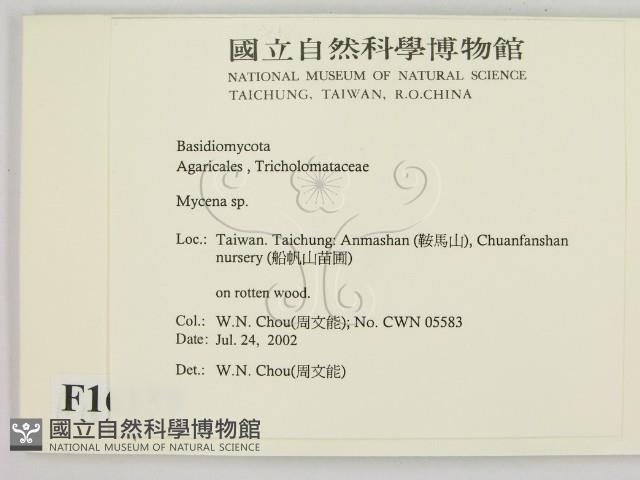 國立自然科學博物館
NATIONAL MUSEUM OF NATURAL SCIENCE
TAICHUNG, TAIWAN, R.O.CHINA
Basidiomycota
Agaricales , Tricholomataceae
Mycena sp.
Loc.: Taiwan. Taichung: Anmashan (鞍馬山), Chuanfanshan
nursery (船帆山苗圃)
on rotten wood.
Col.: W.N. Chou(周文能); No. CWN 05583
Date: Jul. 24, 2002
Det.: W.N. Chou(周文能)
國立自然科學博物館
NATIONAL MUSEUM OF NATURAL SCIENCE